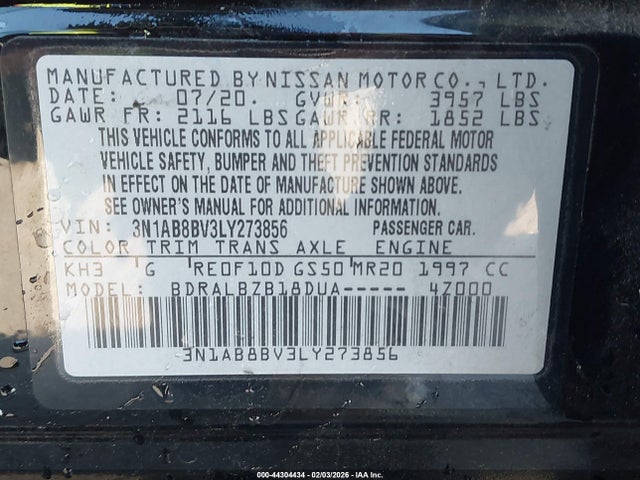 MANUFACTURED BY NISSAN MOTOR CO., LTD.
DATE: 07/20. GVWR: 3957 LBS
GAWR FR: 2116 LBS GAWR RR: 1852 LBS
THIS VEHICLE CONFORMS TO ALL APPLICABLE FEDERAL MOTOR
VEHICLE SAFETY, BUMPER AND THEFT PREVENTION STANDARDS
IN EFFECT ON THE DATE OF MANUFACTURE SHOWN ABOVE.
SEE OWNER'S MANUAL FOR ADDITIONAL INFORMATION.
VIN: 3N1AB8BV3LY273856 PASSENGER CAR.
COLOR TRIM TRANS AXLE ENGINE
KH3 G RE0F10D GS50 MR20 1997 CC
MODEL: BDRALBZB18DUA----- 4Z000
3N1AB8BV3LY273856
000-44304434 - 02/03/2026 - IAA Inc.